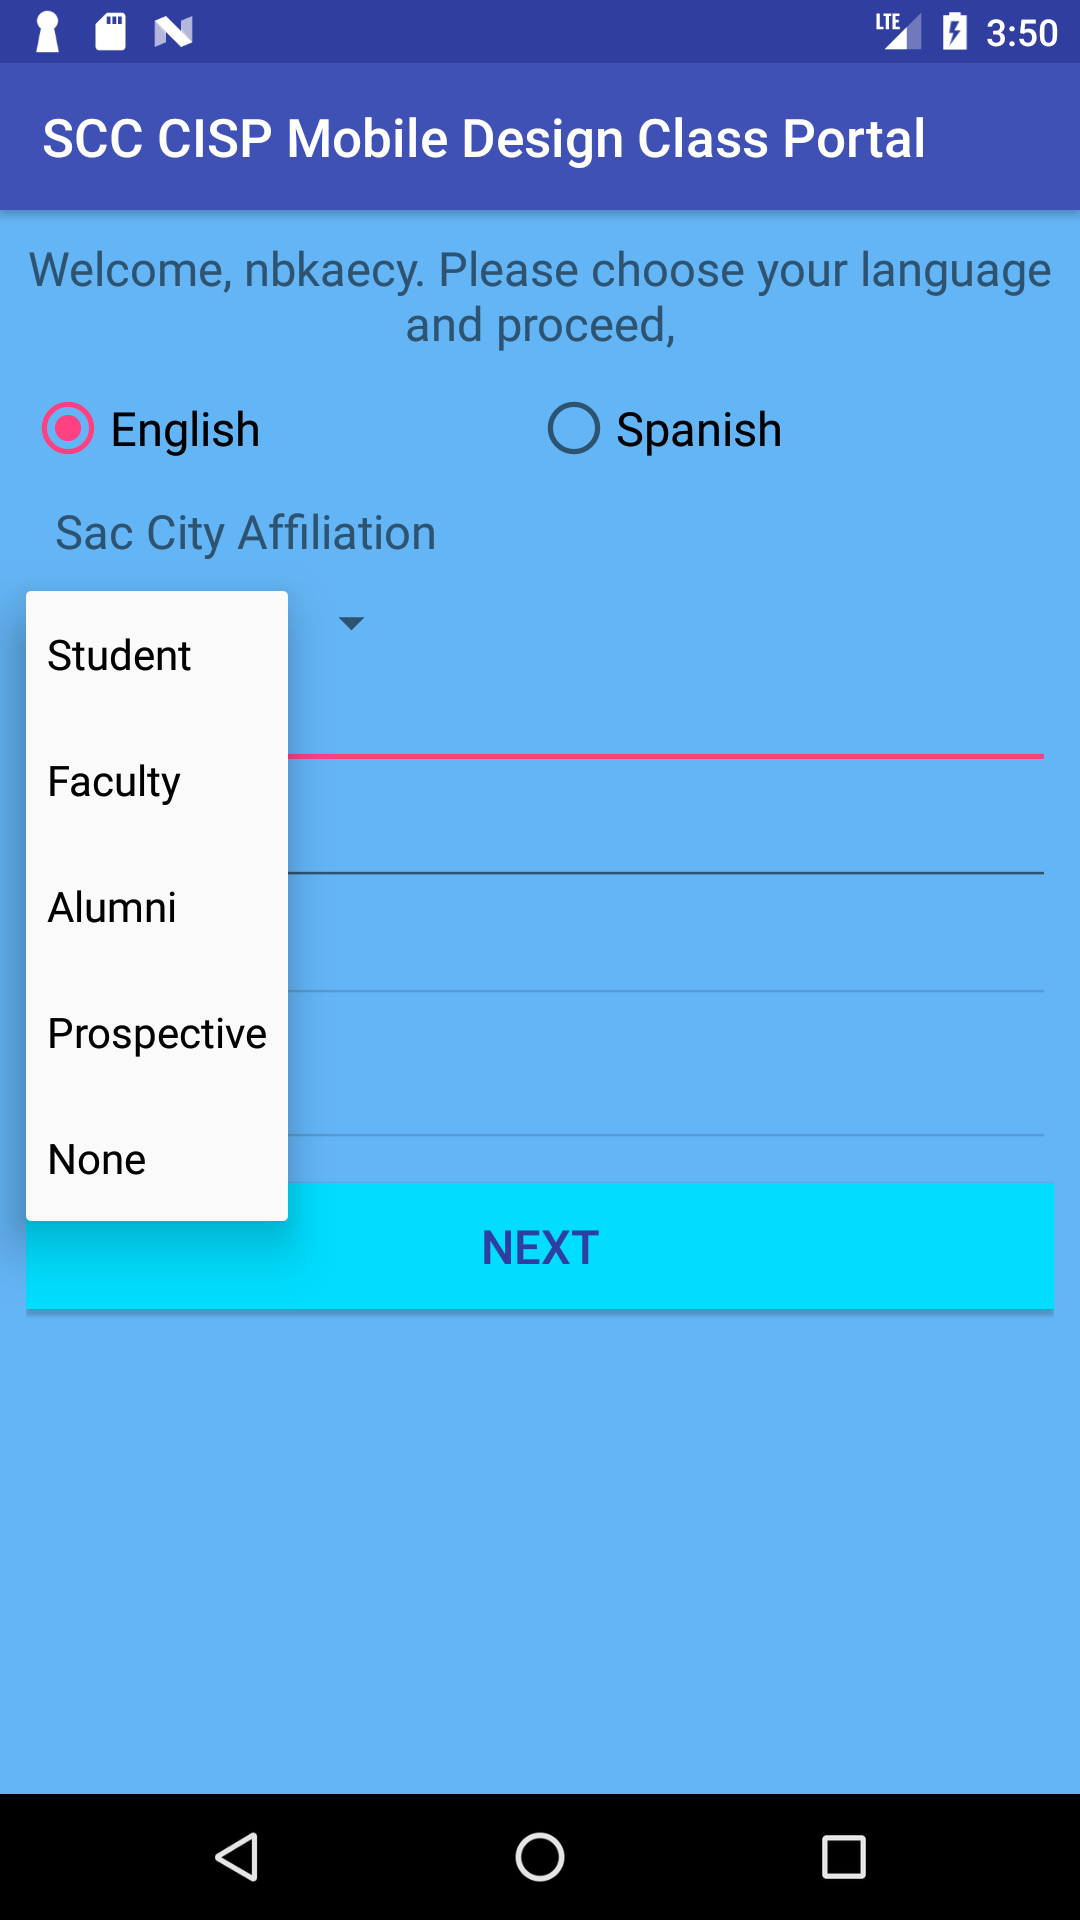 LTE 3:50
SCC CISP Mobile Design Class Portal
Welcome, nbkaecy. Please choose your language
and proceed,
English Spanish
Sac City Affiliation
Student
Faculty
Alumni
Prospective
None
NEXT